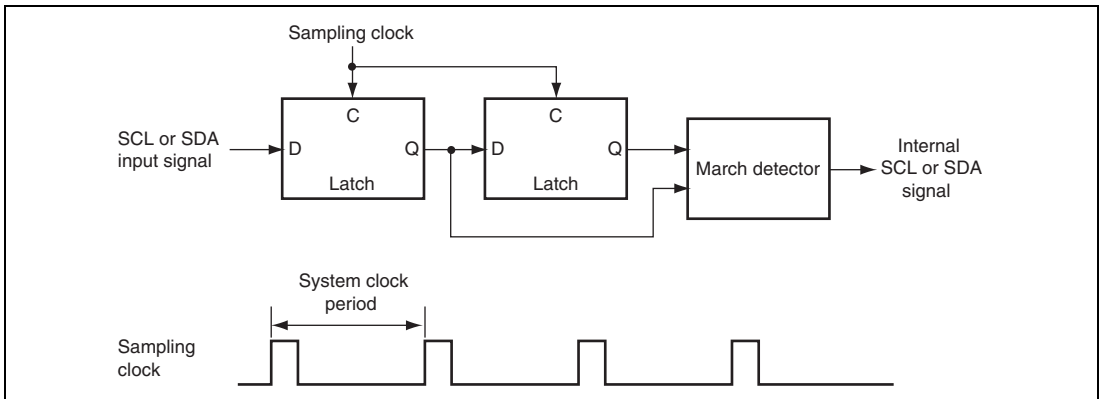 Sampling clock
C
C
SCL or SDA
input signal
D
Q
D
Q
Latch
Latch
March detector
Internal
SCL or SDA
signal
System clock
period
Sampling
clock